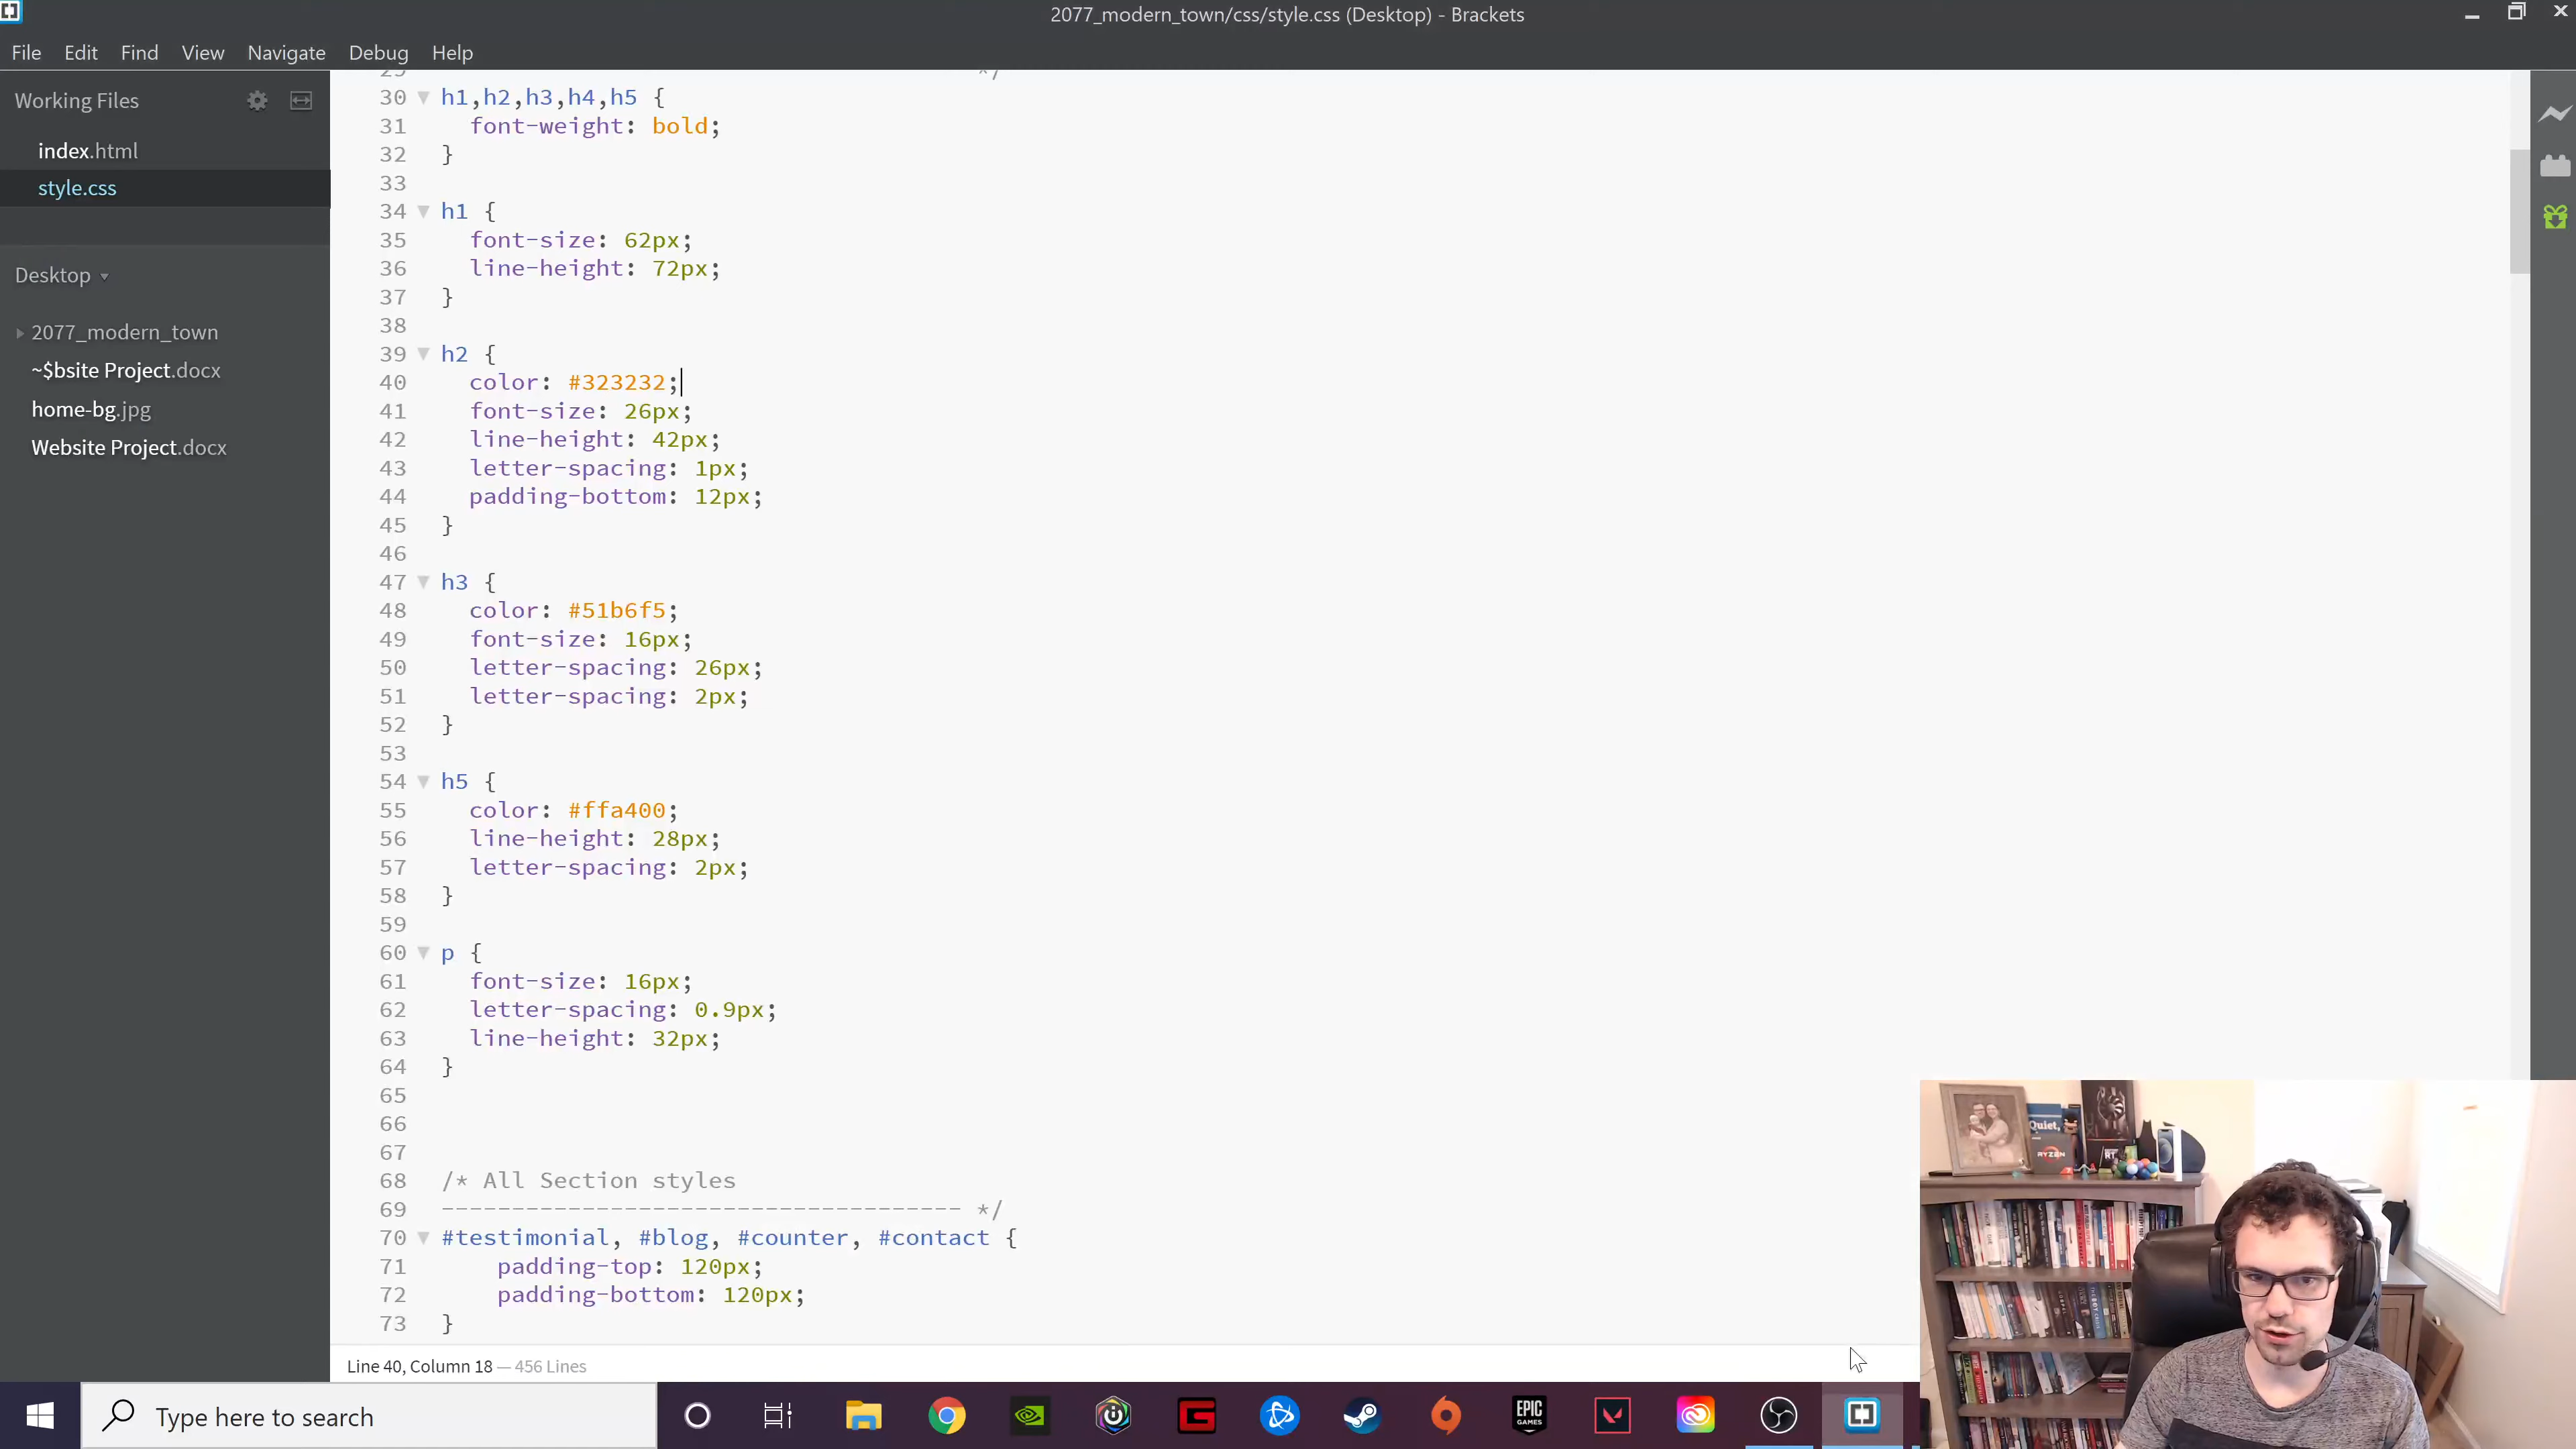 2077_modern_town/css/style.css (Desktop) - Brackets
File Edit Find View Navigate Debug Help
Working Files
index.html
style.css
Desktop
2077_modern_town
~$bsite Project.docx
home-bg.jpg
Website Project.docx
29 */
30 h1,h2,h3,h4,h5 {
31 font-weight: bold;
32 }
33
34 h1 {
35 font-size: 62px;
36 line-height: 72px;
37 }
38
39 h2 {
40 color: #323232;
41 font-size: 26px;
42 line-height: 42px;
43 letter-spacing: 1px;
44 padding-bottom: 12px;
45 }
46
47 h3 {
48 color: #51b6f5;
49 font-size: 16px;
50 letter-spacing: 26px;
51 letter-spacing: 2px;
52 }
53
54 h5 {
55 color: #ffa400;
56 line-height: 28px;
57 letter-spacing: 2px;
58 }
59
60 p {
61 font-size: 16px;
62 letter-spacing: 0.9px;
63 line-height: 32px;
64 }
65
66
67
68 /* All Section styles
69 ------------------------------------- */
70 #testimonial, #blog, #counter, #contact {
71 padding-top: 120px;
72 padding-bottom: 120px;
73 }
Line 40, Column 18 — 456 Lines
Type here to search
EPIC
GAMES
Quiet,
RYZEN